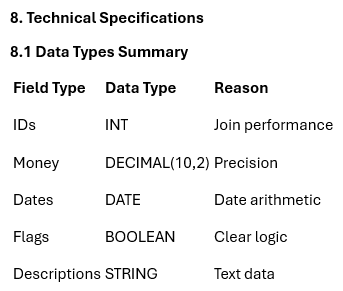 8. Technical Specifications
8.1 Data Types Summary
Field Type Data Type Reason
IDs INT Join performance
Money DECIMAL(10,2) Precision
Dates DATE Date arithmetic
Flags BOOLEAN Clear logic
Descriptions STRING Text data